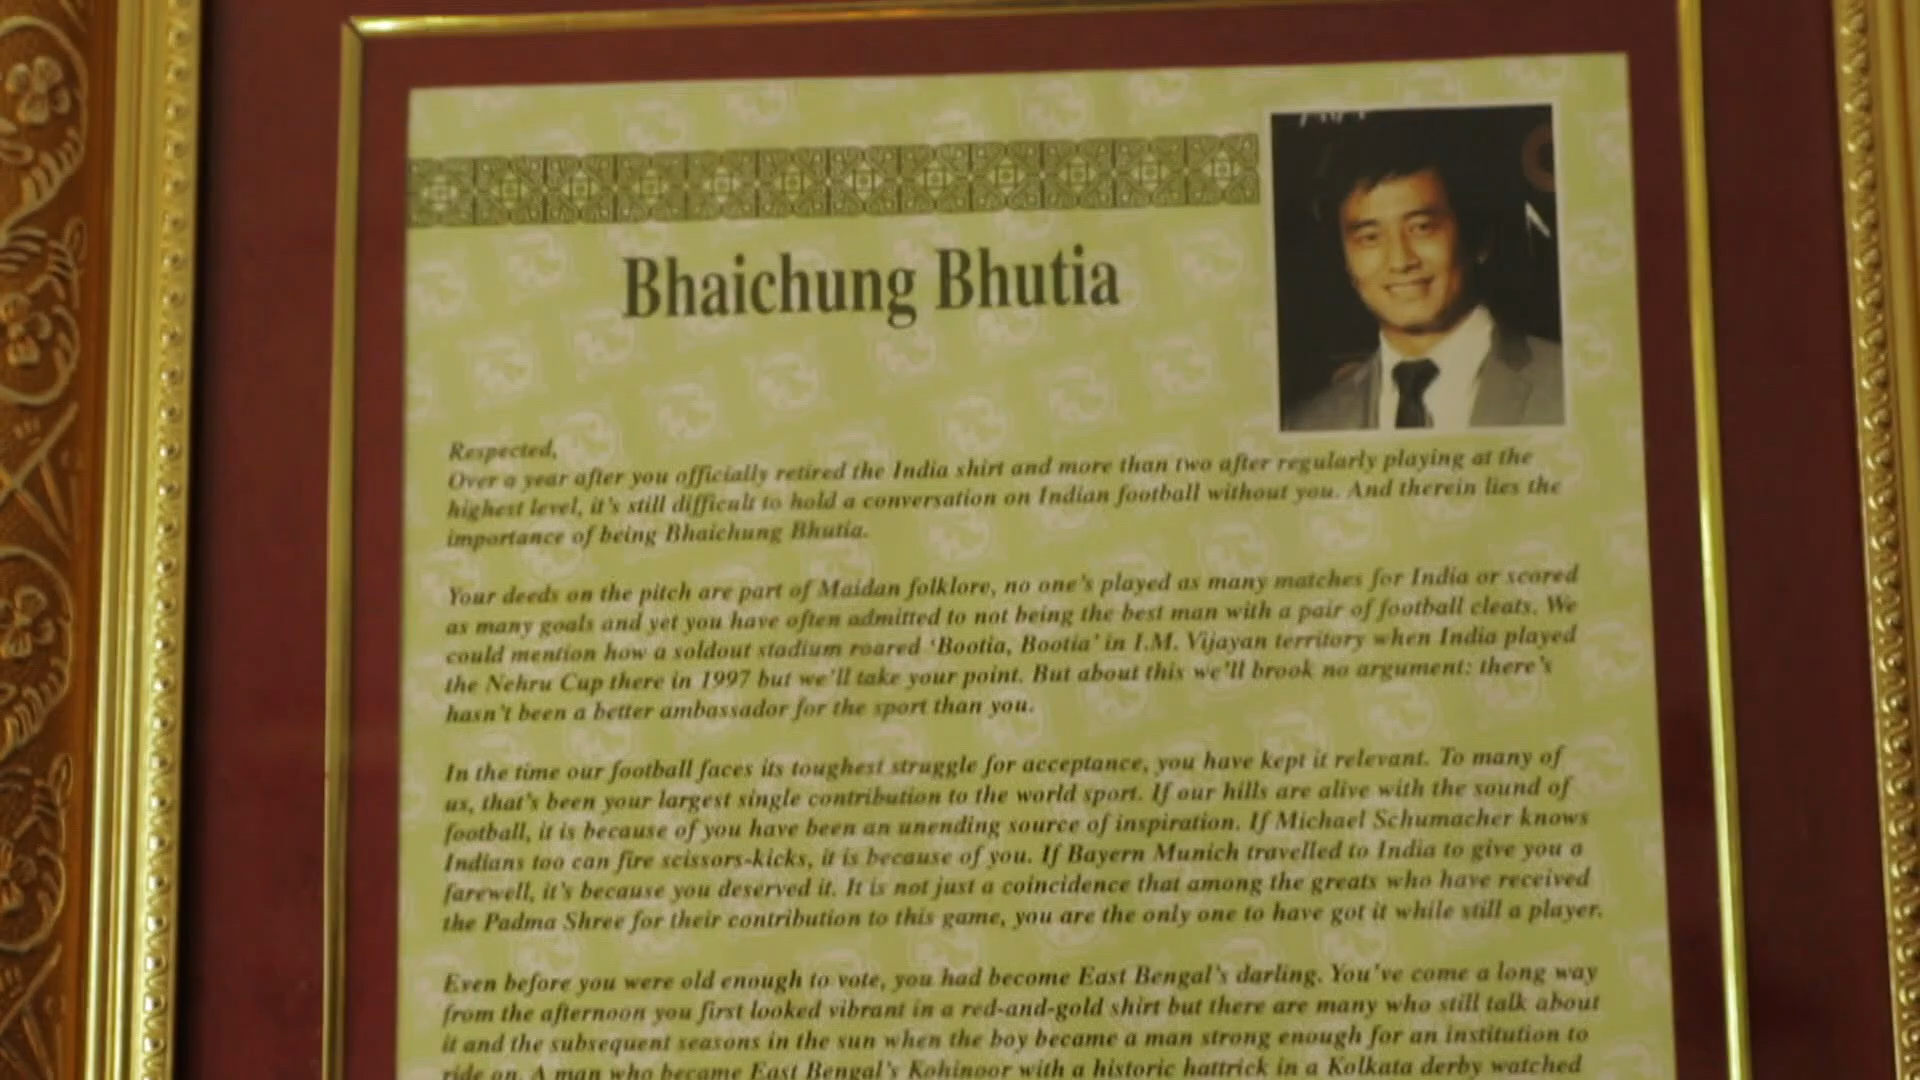 Bhaichung Bhutia
Respected,
Over a year after you officially retired the India shirt and more than two after regularly playing at the
highest level, it's still difficult to hold a conversation on Indian football without you. And therein lies the
importance of being Bhaichung Bhutia.
Your deeds on the pitch are part of Maidan folklore, no one's played as many matches for India or scored
as many goals and yet you have often admitted to not being the best man with a pair of football cleats. We
could mention how a soldout stadium roared 'Bootia, Bootia' in I.M. Vijayan territory when India played
the Nehru Cup there in 1997 but we'll take your point. But about this we'll brook no argument: there's
hasn't been a better ambassador for the sport than you.
In the time our football faces its toughest struggle for acceptance, you have kept it relevant. To many of
us, that's been your largest single contribution to the world sport. If our hills are alive with the sound of
football, it is because of you have been an unending source of inspiration. If Michael Schumacher knows
Indians too can fire scissors-kicks, it is because of you. If Bayern Munich travelled to India to give you a
farewell, it's because you deserved it. It is not just a coincidence that among the greats who have received
the Padma Shree for their contribution to this game, you are the only one to have got it while still a player.
Even before you were old enough to vote, you had become East Bengal's darling. You've come a long way
from the afternoon you first looked vibrant in a red-and-gold shirt but there are many who still talk about
it and the subsequent seasons in the sun when the boy became a man strong enough for an institution to
ride on. A man who became East Bengal's Kohinoor with a historic hattrick in a Kolkata derby watched